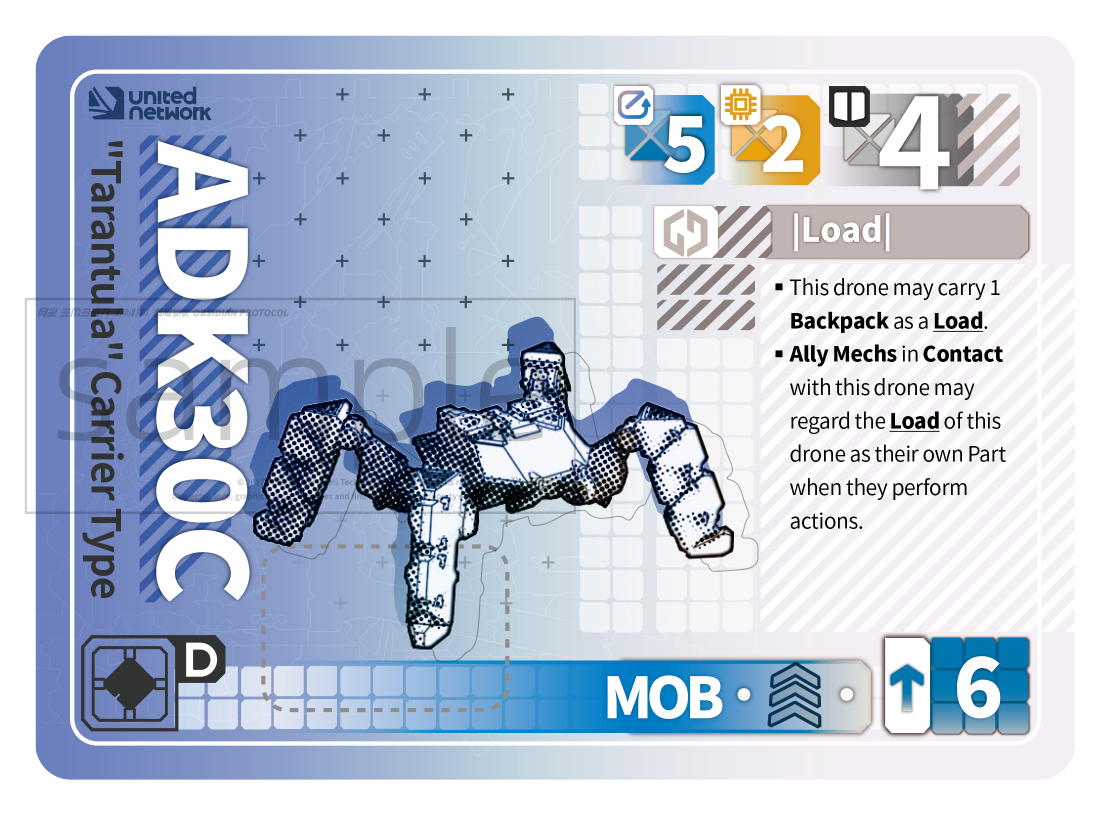 united
network
ADK30C
"Tarantula" Carrier Type
5
2
4
|Load|
▪ This drone may carry 1
Backpack as a Load.
▪ Ally Mechs in Contact
with this drone may
regard the Load of this
drone as their own Part
when they perform
actions.
OBSIDIAN PROTOCOL
sample
D
MOB
6